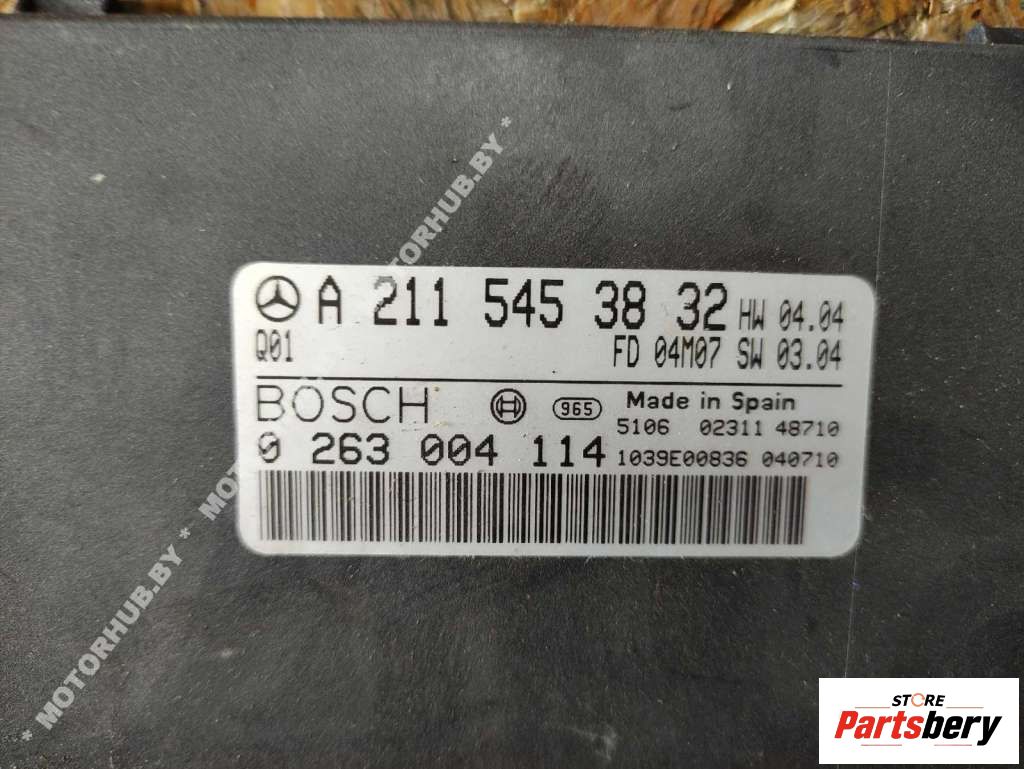 A 211 545 38 32 HW 04.04
Q01 FD 04M07 SW 03.04
BOSCH 965 Made in Spain
5106 02311 48710
0 263 004 114 1039E00836 040710
* MOTORHUB.BY * MOTORHUB.BY *
STORE
Partsbery